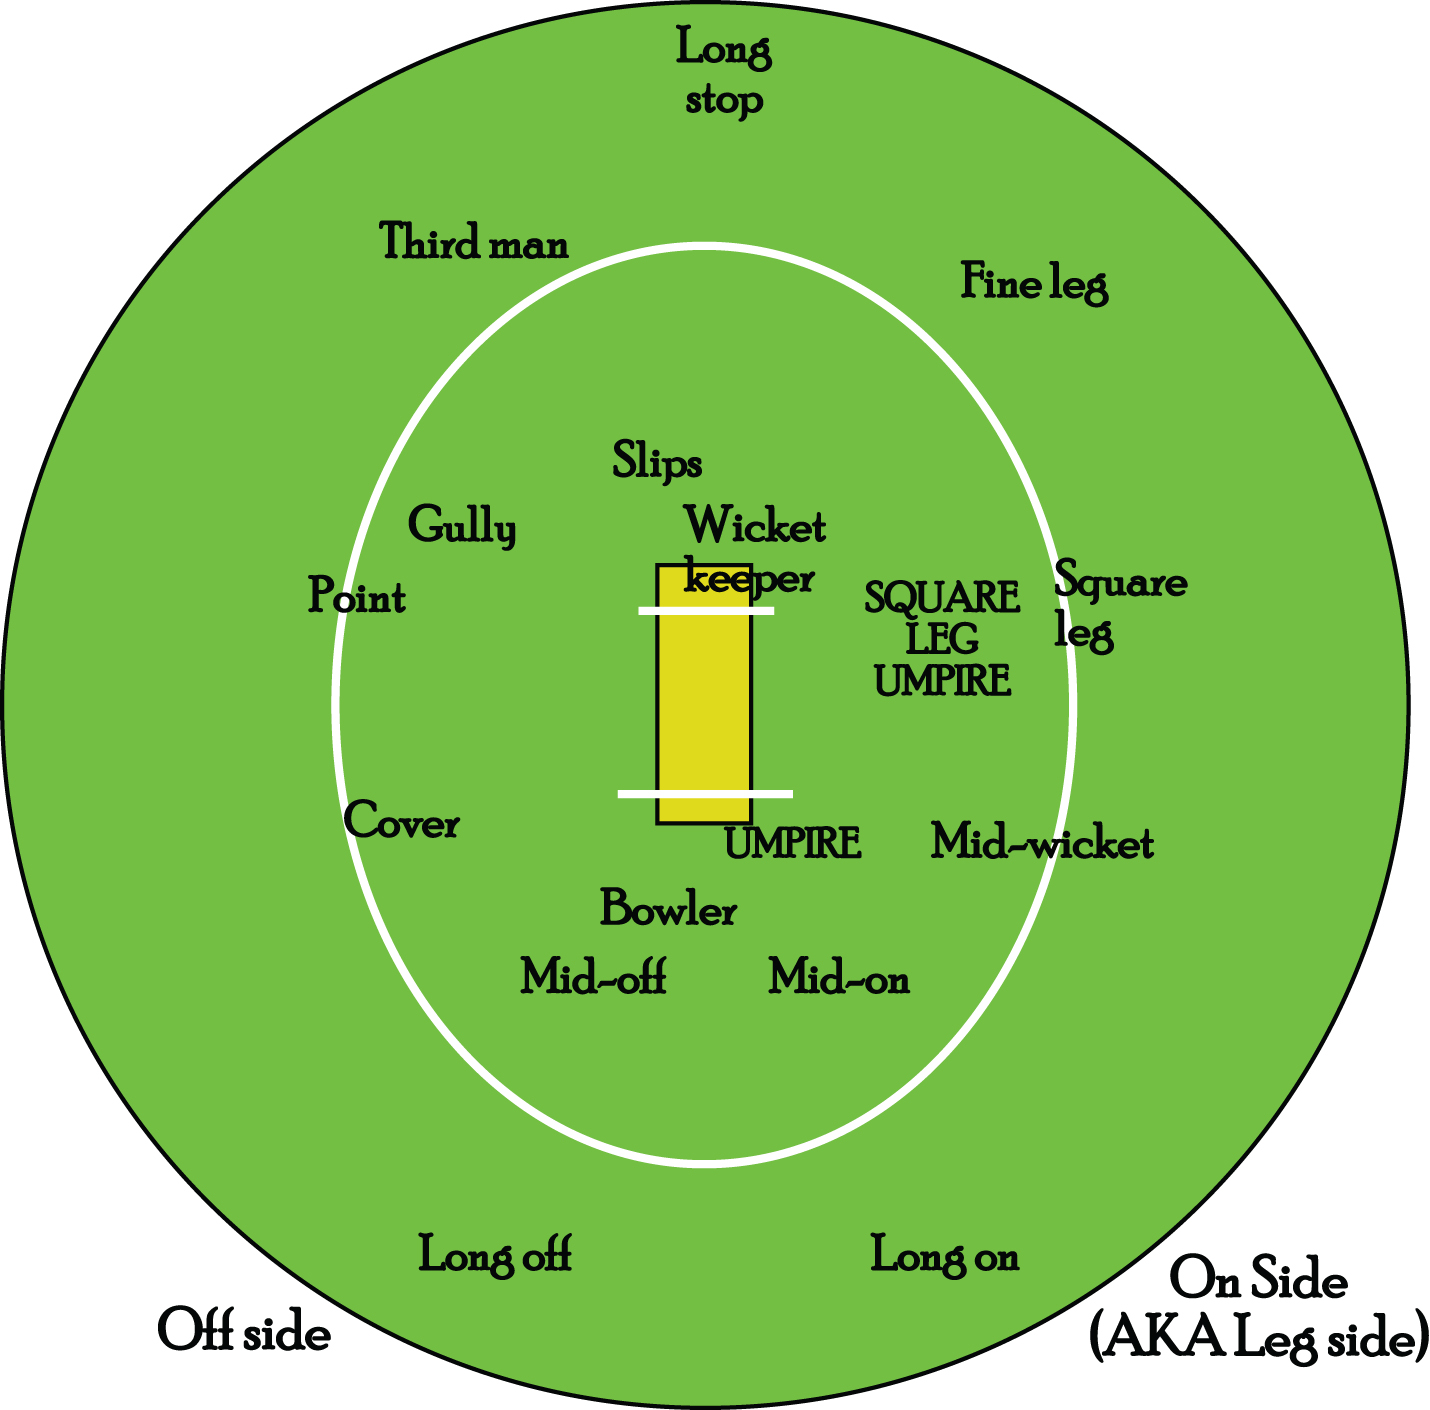 Long
stop
Third man
Fine leg
Slips
Gully
Wicket
keeper
Point
SQUARE
LEG
UMPIRE
Square
leg
Cover
UMPIRE
Mid-wicket
Bowler
Mid-off
Mid-on
Long off
Long on
Off side
On Side
(AKA Leg side)